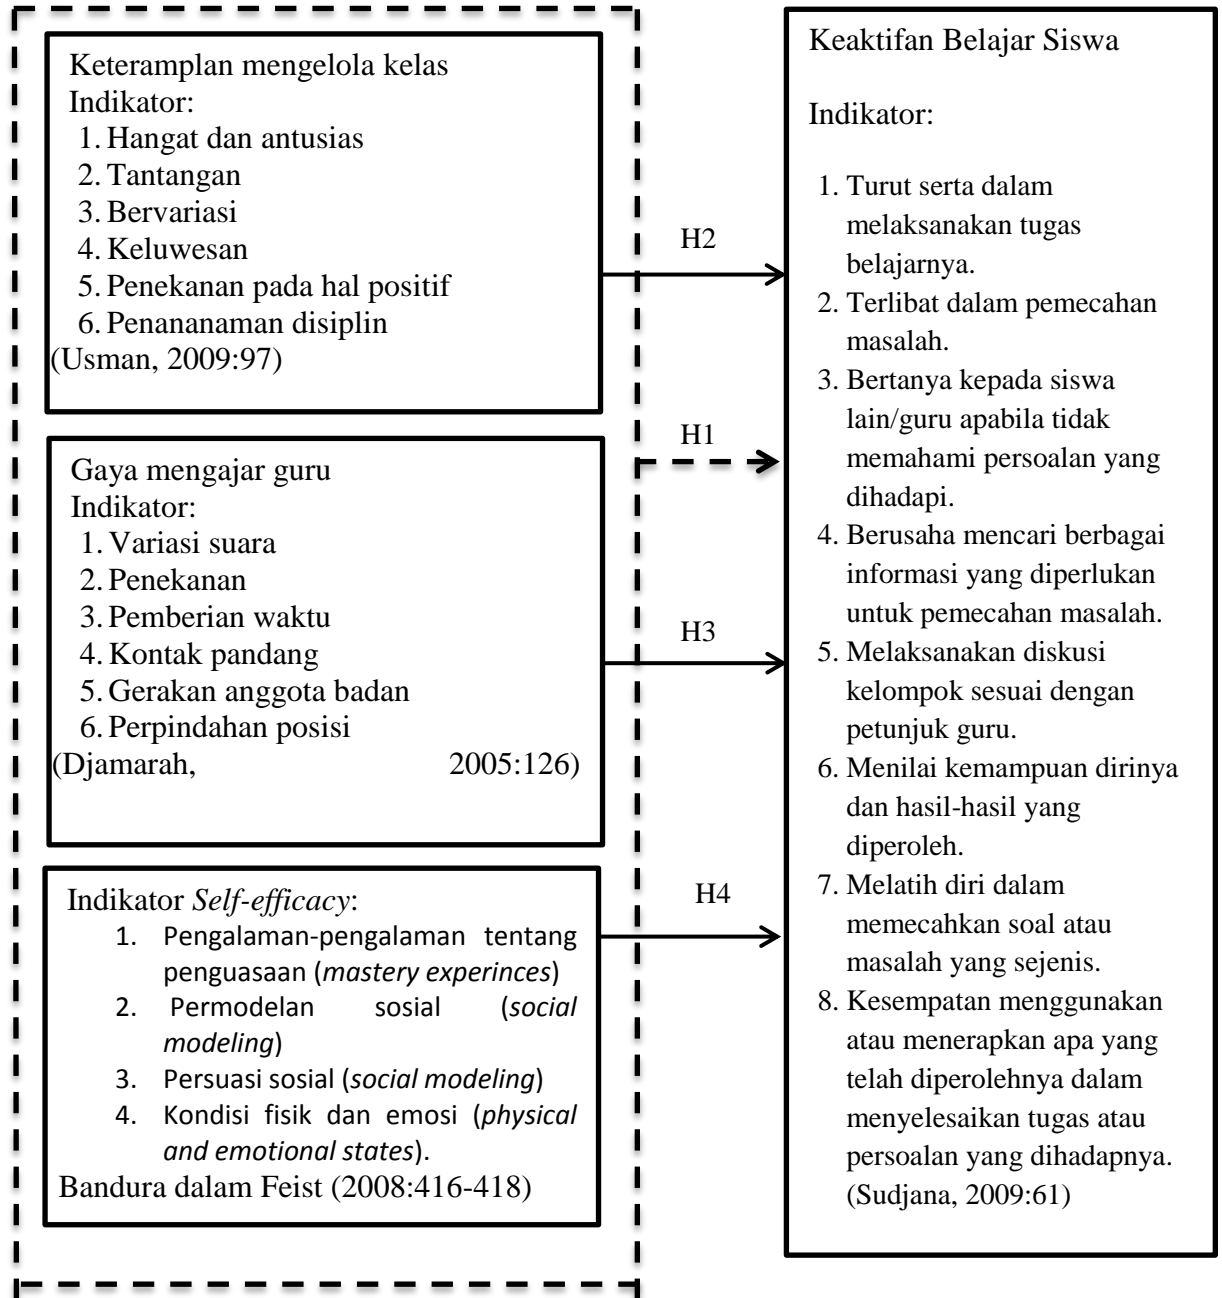 Keteramplan mengelola kelas
Indikator:
1. Hangat dan antusias
2. Tantangan
3. Bervariasi
4. Keluwesan
5. Penekanan pada hal positif
6. Penananaman disiplin
(Usman, 2009:97)
Gaya mengajar guru
Indikator:
1. Variasi suara
2. Penekanan
3. Pemberian waktu
4. Kontak pandang
5. Gerakan anggota badan
6. Perpindahan posisi
(Djamarah, 2005:126)
Indikator Self-efficacy:
1. Pengalaman-pengalaman tentang
penguasaan (mastery experinces)
2. Permodelan sosial (social
modeling)
3. Persuasi sosial (social modeling)
4. Kondisi fisik dan emosi (physical
and emotional states).
Bandura dalam Feist (2008:416-418)
H2
H1
H3
H4
Keaktifan Belajar Siswa
Indikator:
1. Turut serta dalam
melaksanakan tugas
belajarnya.
2. Terlibat dalam pemecahan
masalah.
3. Bertanya kepada siswa
lain/guru apabila tidak
memahami persoalan yang
dihadapi.
4. Berusaha mencari berbagai
informasi yang diperlukan
untuk pemecahan masalah.
5. Melaksanakan diskusi
kelompok sesuai dengan
petunjuk guru.
6. Menilai kemampuan dirinya
dan hasil-hasil yang
diperoleh.
7. Melatih diri dalam
memecahkan soal atau
masalah yang sejenis.
8. Kesempatan menggunakan
atau menerapkan apa yang
telah diperolehnya dalam
menyelesaikan tugas atau
persoalan yang dihadapnya.
(Sudjana, 2009:61)